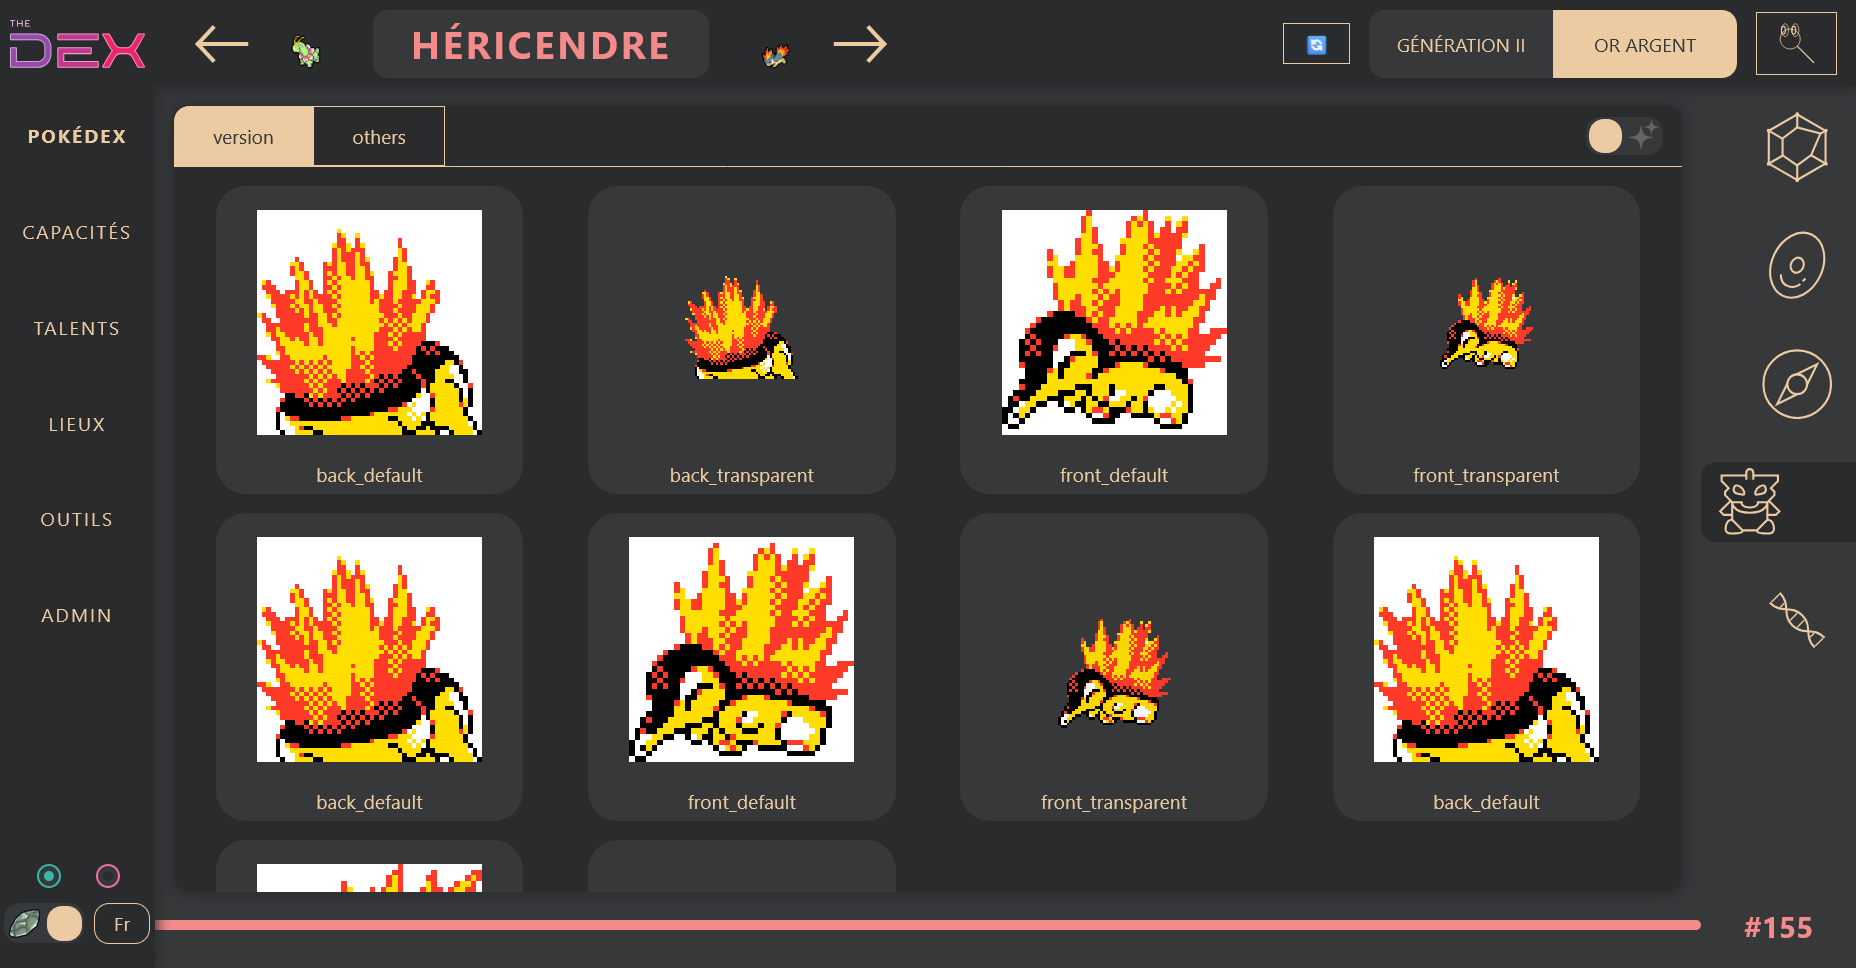 THE
DEX
HÉRICENDRE
GÉNÉRATION II
OR ARGENT
POKÉDEX
CAPACITÉS
TALENTS
LIEUX
OUTILS
ADMIN
version
others
back_default
back_transparent
front_default
front_transparent
back_default
front_default
front_transparent
back_default
Fr
#155